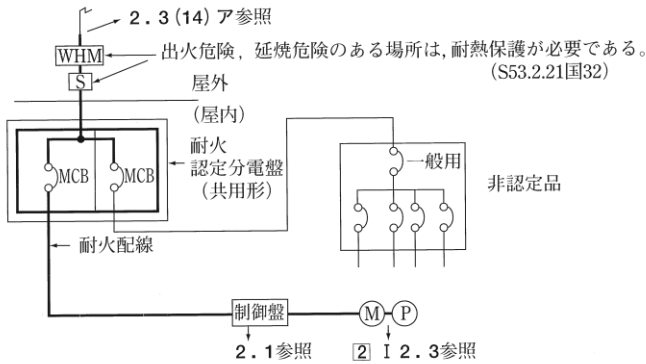 2.3(14)ア参照
WHM
出火危険，延焼危険のある場所は,耐熱保護が必要である。
(S53.2.21国32)
S
屋外
(屋内)
耐火
認定分電盤
(共用形)
MCB
MCB
一般用
非認定品
耐火配線
制御盤
M
P
2.1参照
2 I 2.3参照